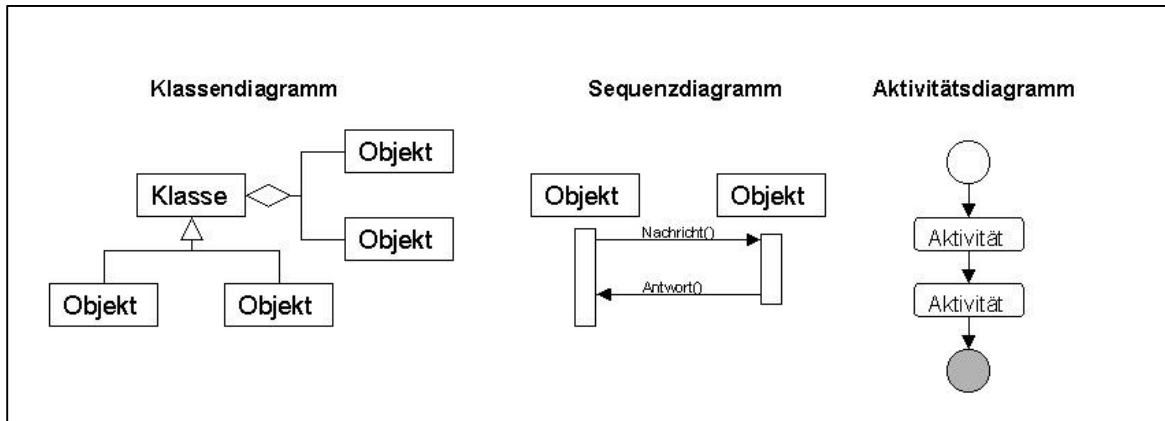 Klassendiagramm
Objekt
Klasse
Objekt
Objekt
Objekt
Sequenzdiagramm
Objekt
Objekt
Nachricht()
Antwort()
Aktivitätsdiagramm
Aktivität
Aktivität